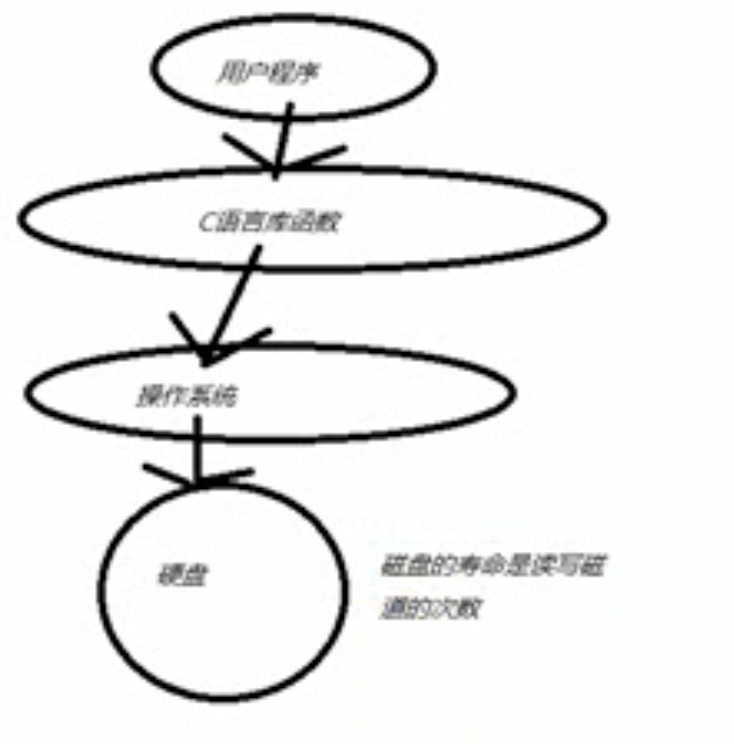 用户程序
C语言库函数
操作系统
硬盘
磁盘的寿命是读写磁
道的次数